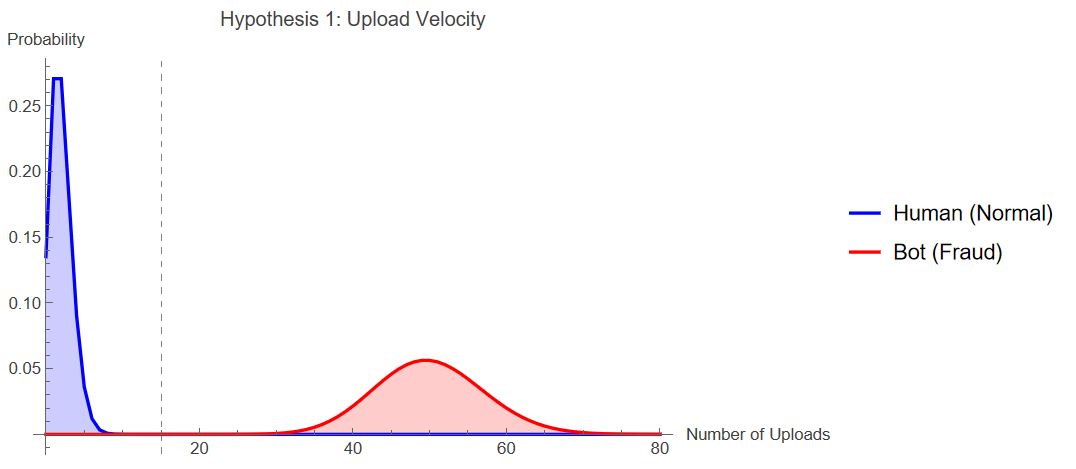 Hypothesis 1: Upload Velocity
Probability
0.25
0.20
0.15
0.10
0.05
20 40 60 80
Number of Uploads
Human (Normal)
Bot (Fraud)